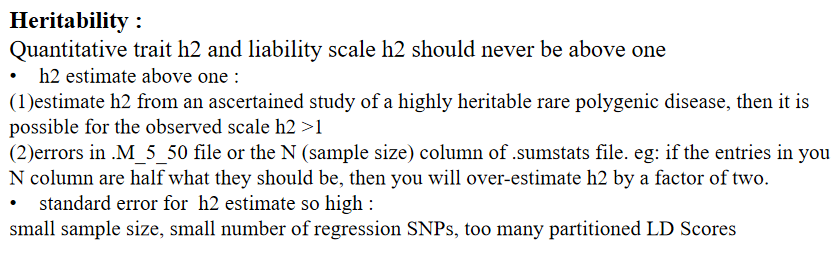 Heritability :
Quantitative trait h2 and liability scale h2 should never be above one
• h2 estimate above one :
(1)estimate h2 from an ascertained study of a highly heritable rare polygenic disease, then it is
possible for the observed scale h2 >1
(2)errors in .M_5_50 file or the N (sample size) column of .sumstats file. eg: if the entries in you
N column are half what they should be, then you will over-estimate h2 by a factor of two.
• standard error for h2 estimate so high :
small sample size, small number of regression SNPs, too many partitioned LD Scores